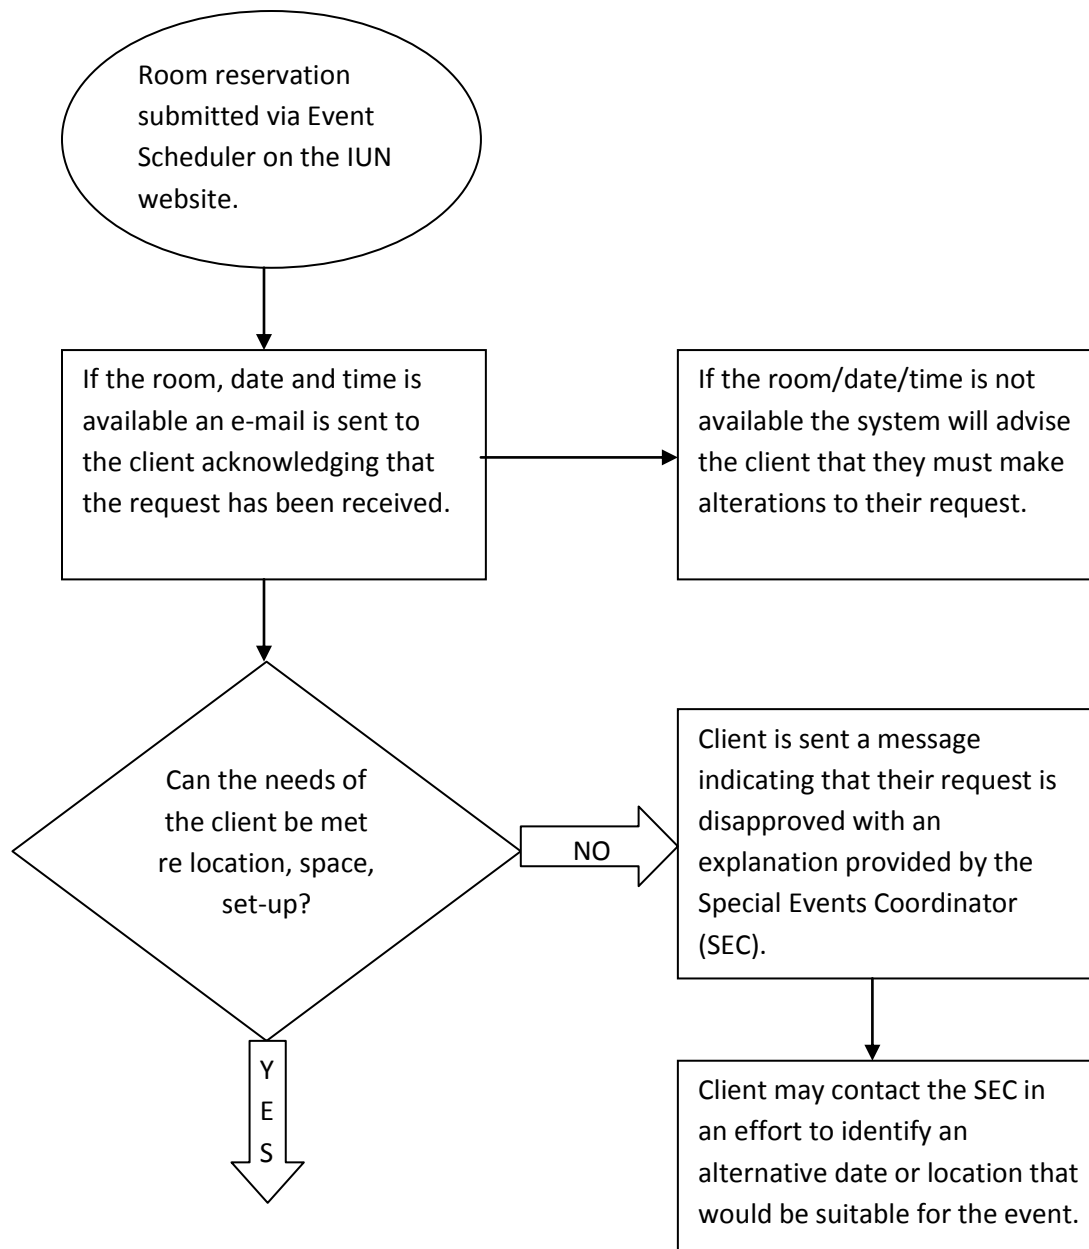 Room reservation
submitted via Event
Scheduler on the IUN
website.
If the room, date and time is
available an e-mail is sent to
the client acknowledging that
the request has been received.
If the room/date/time is not
available the system will advise
the client that they must make
alterations to their request.
Can the needs of
the client be met
re location, space,
set-up?
NO
Client is sent a message
indicating that their request is
disapproved with an
explanation provided by the
Special Events Coordinator
(SEC).
Y
E
S
Client may contact the SEC in
an effort to identify an
alternative date or location that
would be suitable for the event.